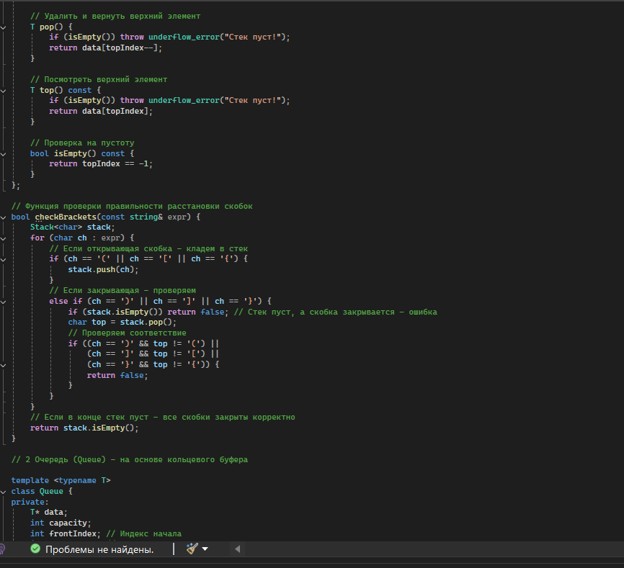 // Удалить и вернуть верхний элемент
T pop() {
if (isEmpty()) throw underflow_error("Стек пуст!");
return data[topIndex--];
}
// Посмотреть верхний элемент
T top() const {
if (isEmpty()) throw underflow_error("Стек пуст!");
return data[topIndex];
}
// Проверка на пустоту
bool isEmpty() const {
return topIndex == -1;
}
};
// Функция проверки правильности расстановки скобок
bool checkBrackets(const string& expr) {
Stack<char> stack;
for (char ch : expr) {
// Если открывающая скобка - кладем в стек
if (ch == '(' || ch == '[' || ch == '{') {
stack.push(ch);
}
// Если закрывающая - проверяем
else if (ch == ')' || ch == ']' || ch == '}') {
if (stack.isEmpty()) return false; // Стек пуст, а скобка закрывается - ошибка
char top = stack.pop();
// Проверяем соответствие
if ((ch == ')' && top != '(') ||
(ch == ']' && top != '[') ||
(ch == '}' && top != '{')) {
return false;
}
}
}
// Если в конце стек пуст - все скобки закрыты корректно
return stack.isEmpty();
}
// 2 Очередь (Queue) - на основе кольцевого буфера
template <typename T>
class Queue {
private:
T* data;
int capacity;
int frontIndex; // Индекс начала
Проблемы не найдены.